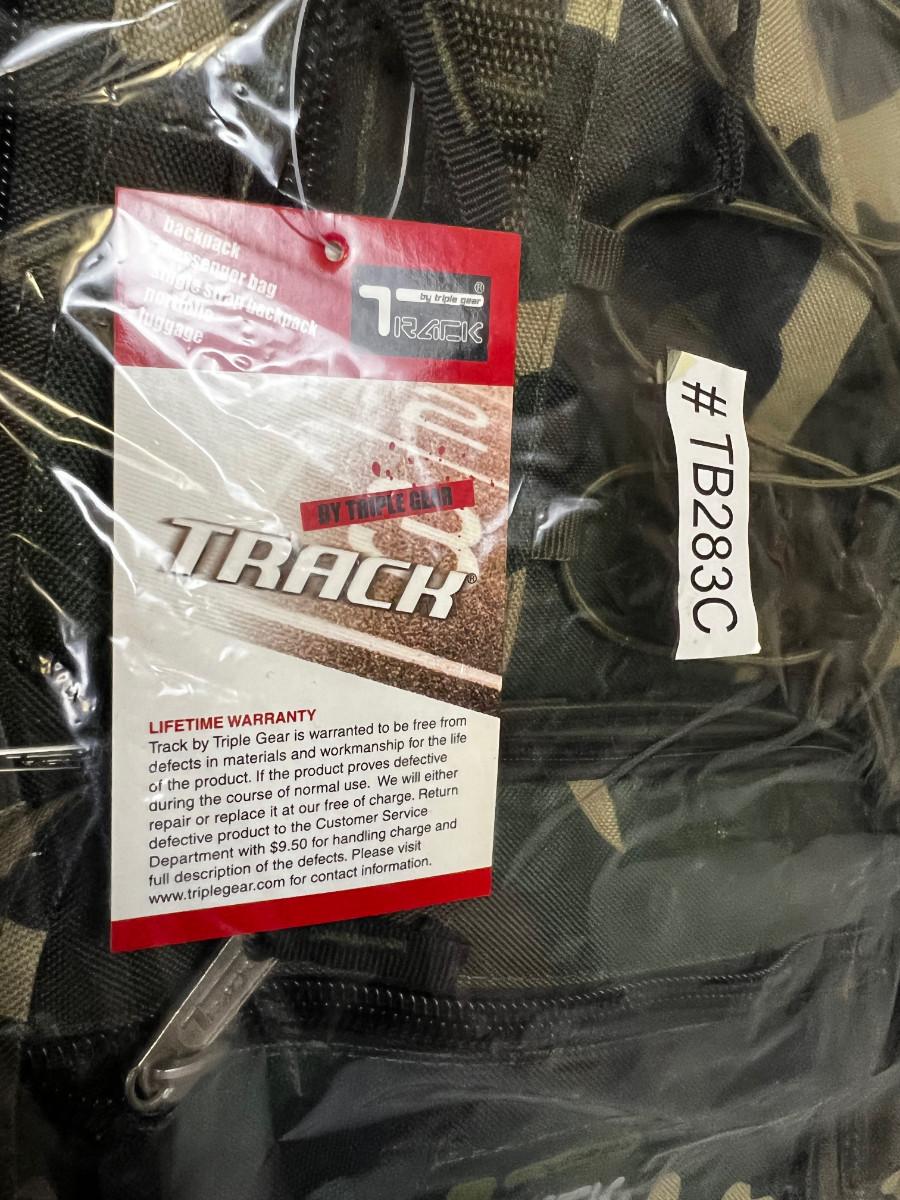 backpack
messenger bag
single strap backpack
luggage
by triple gear ®
TRACK
BY TRIPLE GEAR
TRACK®
# TB283C
LIFETIME WARRANTY
Track by Triple Gear is warranted to be free from
defects in materials and workmanship for the life
of the product. If the product proves defective
during the course of normal use. We will either
repair or replace it at our free of charge. Return
defective product to the Customer Service
Department with $9.50 for handling charge and
full description of the defects. Please visit
www.triplegear.com for contact information.